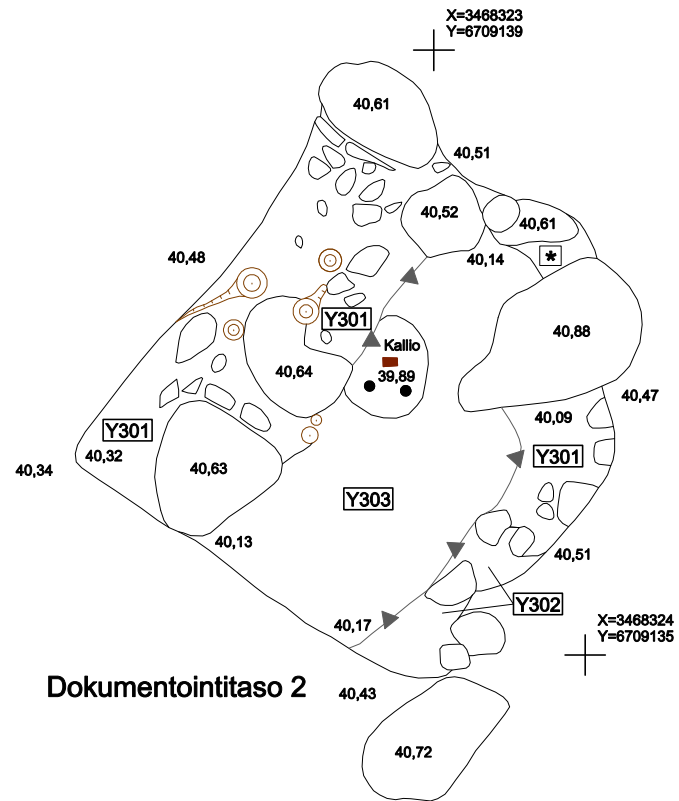 X=3468323
Y=6709139
40,61
40,51
40,52
40,61
40,48
40,14
*
Y301
40,88
Kallio
39,89
40,64
40,47
40,09
Y301
40,32
Y301
40,34
40,63
Y303
40,13
40,51
Y302
40,17
X=3468324
Y=6709135
Dokumentointitaso 2
40,43
40,72